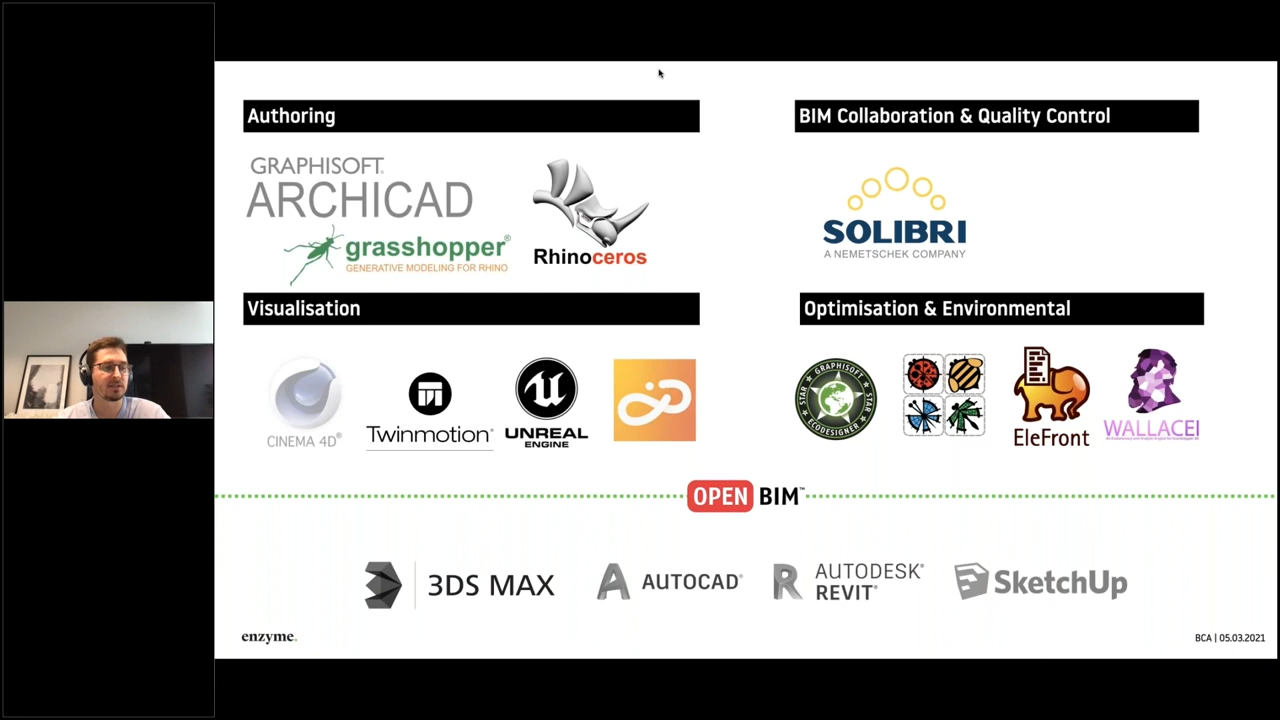 Authoring
GRAPHISOFT®
ARCHICAD
grasshopper®
GENERATIVE MODELING FOR RHINO
Rhinoceros
BIM Collaboration & Quality Control
SOLIBRI
A NEMETSCHEK COMPANY
Visualisation
CINEMA 4D®
Twinmotion®
UNREAL
ENGINE
Optimisation & Environmental
GRAPHISOFT
STAR
STAR
ECODESIGNER
EleFront
WALLACEI
OPEN BIM™
3DS MAX
AUTOCAD®
AUTODESK®
REVIT®
SketchUp
enzyme.
BCA | 05.03.2021